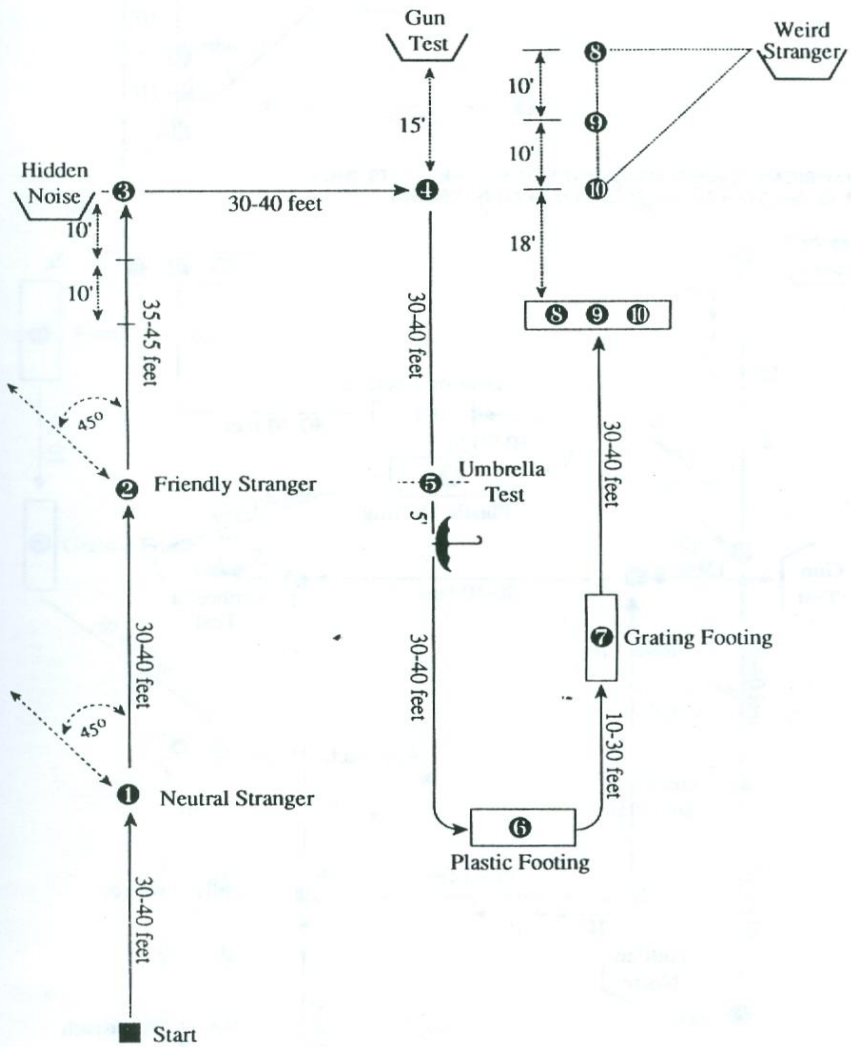 Gun
Test
Weird
Stranger
8
10'
15'
9
10'
Hidden
Noise
3
4
10
30-40 feet
10'
18'
10'
35-45 feet
30-40 feet
8 9 10
45°
30-40 feet
2 Friendly Stranger
5 Umbrella
Test
5'
30-40 feet
30-40 feet
7 Grating Footing
45°
10-30 feet
1 Neutral Stranger
6
Plastic Footing
30-40 feet
Start